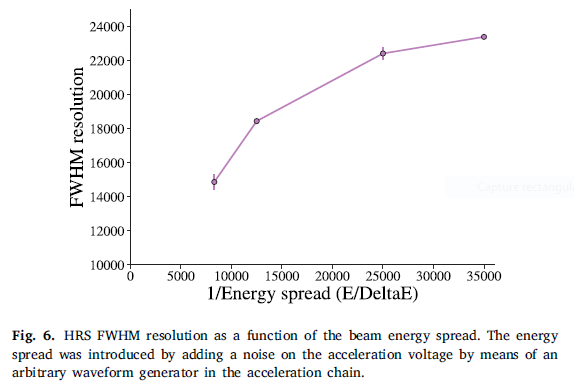 24000
22000
20000
18000
16000
14000
12000
10000
FWHM resolution
0 5000 10000 15000 20000 25000 30000 35000
1/Energy spread (E/DeltaE)
Capture rectangul
Fig. 6. HRS FWHM resolution as a function of the beam energy spread. The energy
spread was introduced by adding a noise on the acceleration voltage by means of an
arbitrary waveform generator in the acceleration chain.